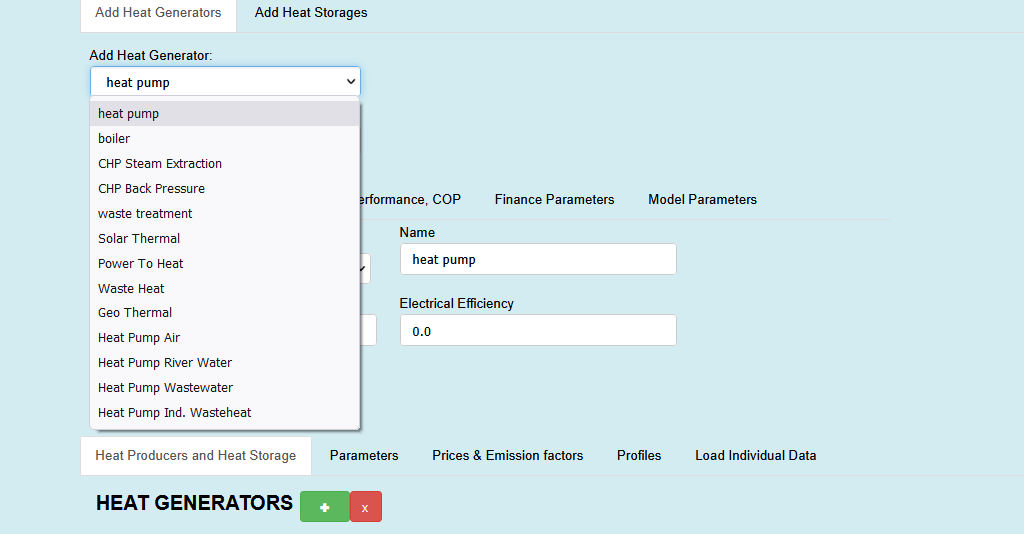 Add Heat Generators
Add Heat Storages
Add Heat Generator:
heat pump
heat pump
boiler
CHP Steam Extraction
CHP Back Pressure
waste treatment
Solar Thermal
Power To Heat
Waste Heat
Geo Thermal
Heat Pump Air
Heat Pump River Water
Heat Pump Wastewater
Heat Pump Ind. Wasteheat
erformance, COP
Finance Parameters
Model Parameters
Name
heat pump
Electrical Efficiency
0.0
Heat Producers and Heat Storage
Parameters
Prices & Emission factors
Profiles
Load Individual Data
HEAT GENERATORS
x